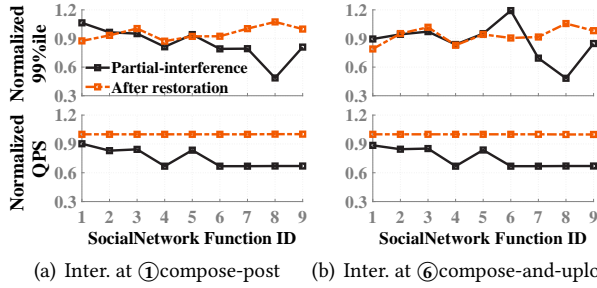 Normalized
99%ile
1.2
0.9
0.6
0.3
Partial-interference
After restoration
1.2
0.9
0.6
0.3
Normalized
QPS
1.2
0.9
0.6
0.3
1 2 3 4 5 6 7 8 9
SocialNetwork Function ID
(a) Inter. at ①compose-post
Normalized
QPS
1.2
0.9
0.6
0.3
1 2 3 4 5 6 7 8 9
SocialNetwork Function ID
(b) Inter. at ⑥compose-and-uplo